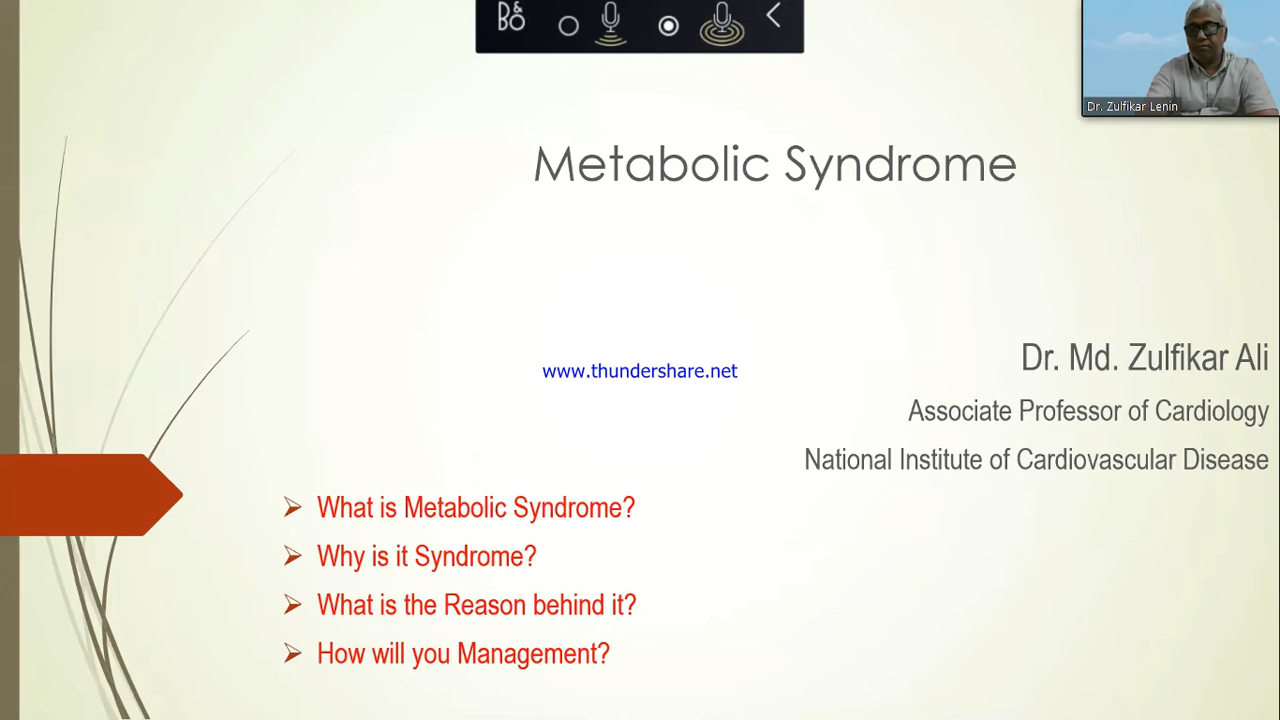 B&O
Dr. Zulfikar Lenin
Metabolic Syndrome
www.thundershare.net
Dr. Md. Zulfikar Ali
Associate Professor of Cardiology
National Institute of Cardiovascular Disease
What is Metabolic Syndrome?
Why is it Syndrome?
What is the Reason behind it?
How will you Management?